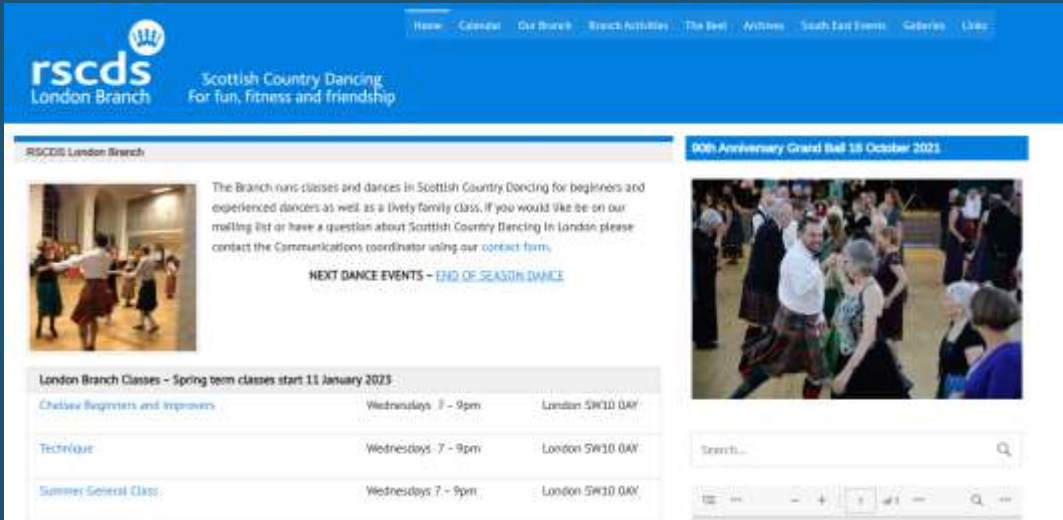 Home Calendar Our Branch Branch Activities The Reel Archives South East Events Galleries Links
rscds
London Branch
Scottish Country Dancing
For fun, fitness and friendship
RSCDS London Branch
The Branch runs classes and dances in Scottish Country Dancing for beginners and
experienced dancers as well as a lively family class. If you would like be on our
mailing list or have a question about Scottish Country Dancing in London please
contact the Communications coordinator using our contact form.
NEXT DANCE EVENTS – END OF SEASON DANCE
London Branch Classes – Spring term classes start 11 January 2023
Chelsea Beginners and Improvers Wednesdays 7 – 9pm London SW10 0AY
Technique Wednesdays 7 – 9pm London SW10 0AY
Summer General Class Wednesdays 7 – 9pm London SW10 0AY
90th Anniversary Grand Ball 16 October 2021
Search...
1 of 1